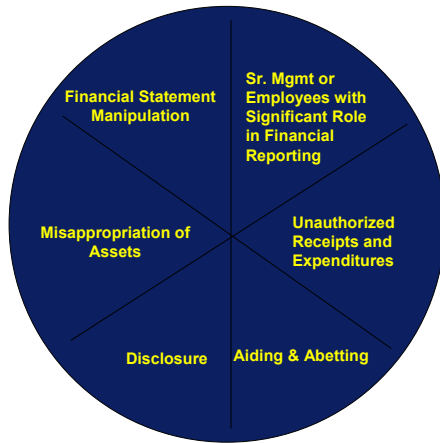 Financial Statement
Manipulation
Sr. Mgmt or
Employees with
Significant Role
in Financial
Reporting
Misappropriation of
Assets
Unauthorized
Receipts and
Expenditures
Disclosure
Aiding & Abetting